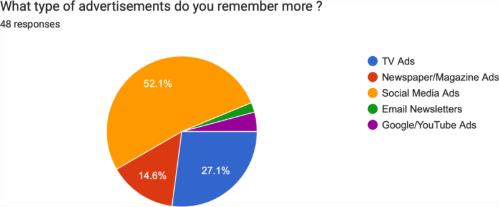 What type of advertisements do you remember more ?
48 responses
52.1%
14.6%
27.1%
TV Ads
Newspaper/Magazine Ads
Social Media Ads
Email Newsletters
Google/YouTube Ads